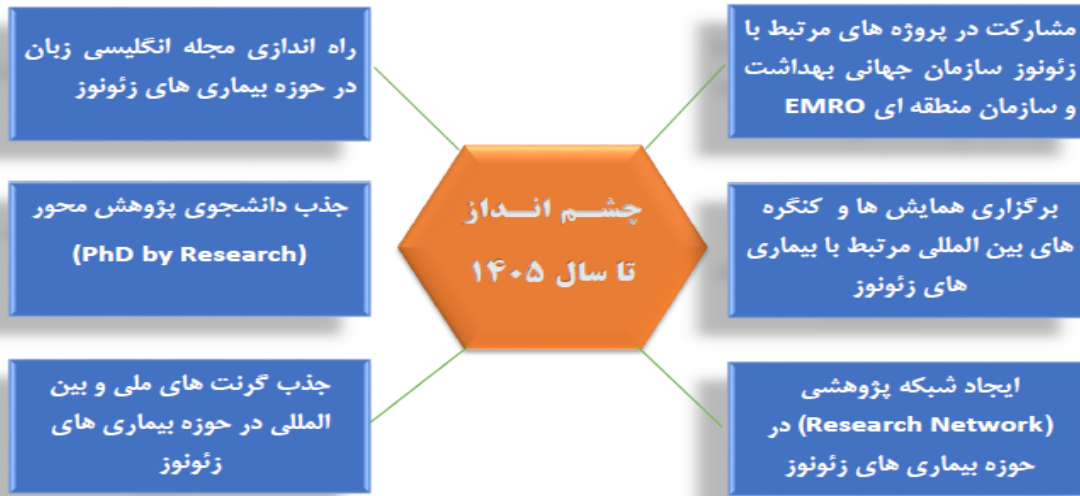 مشارکت در پروژه های مرتبط با
زئونوز سازمان جهانی بهداشت
و سازمان منطقه ای EMRO
راه اندازی مجله انگلیسی زبان
در حوزه بیماری های زئونوز
چشـــم انـــداز
تا سال ۱۴۰۵
برگزاری همایش ها و کنگره
های بین المللی مرتبط با بیماری
های زئونوز
جذب دانشجوی پژوهش محور
(PhD by Research)
ایجاد شبکه پژوهشی
(Research Network) در
حوزه بیماری های زئونوز
جذب گرنت های ملی و بین
المللی در حوزه بیماری های
زئونوز